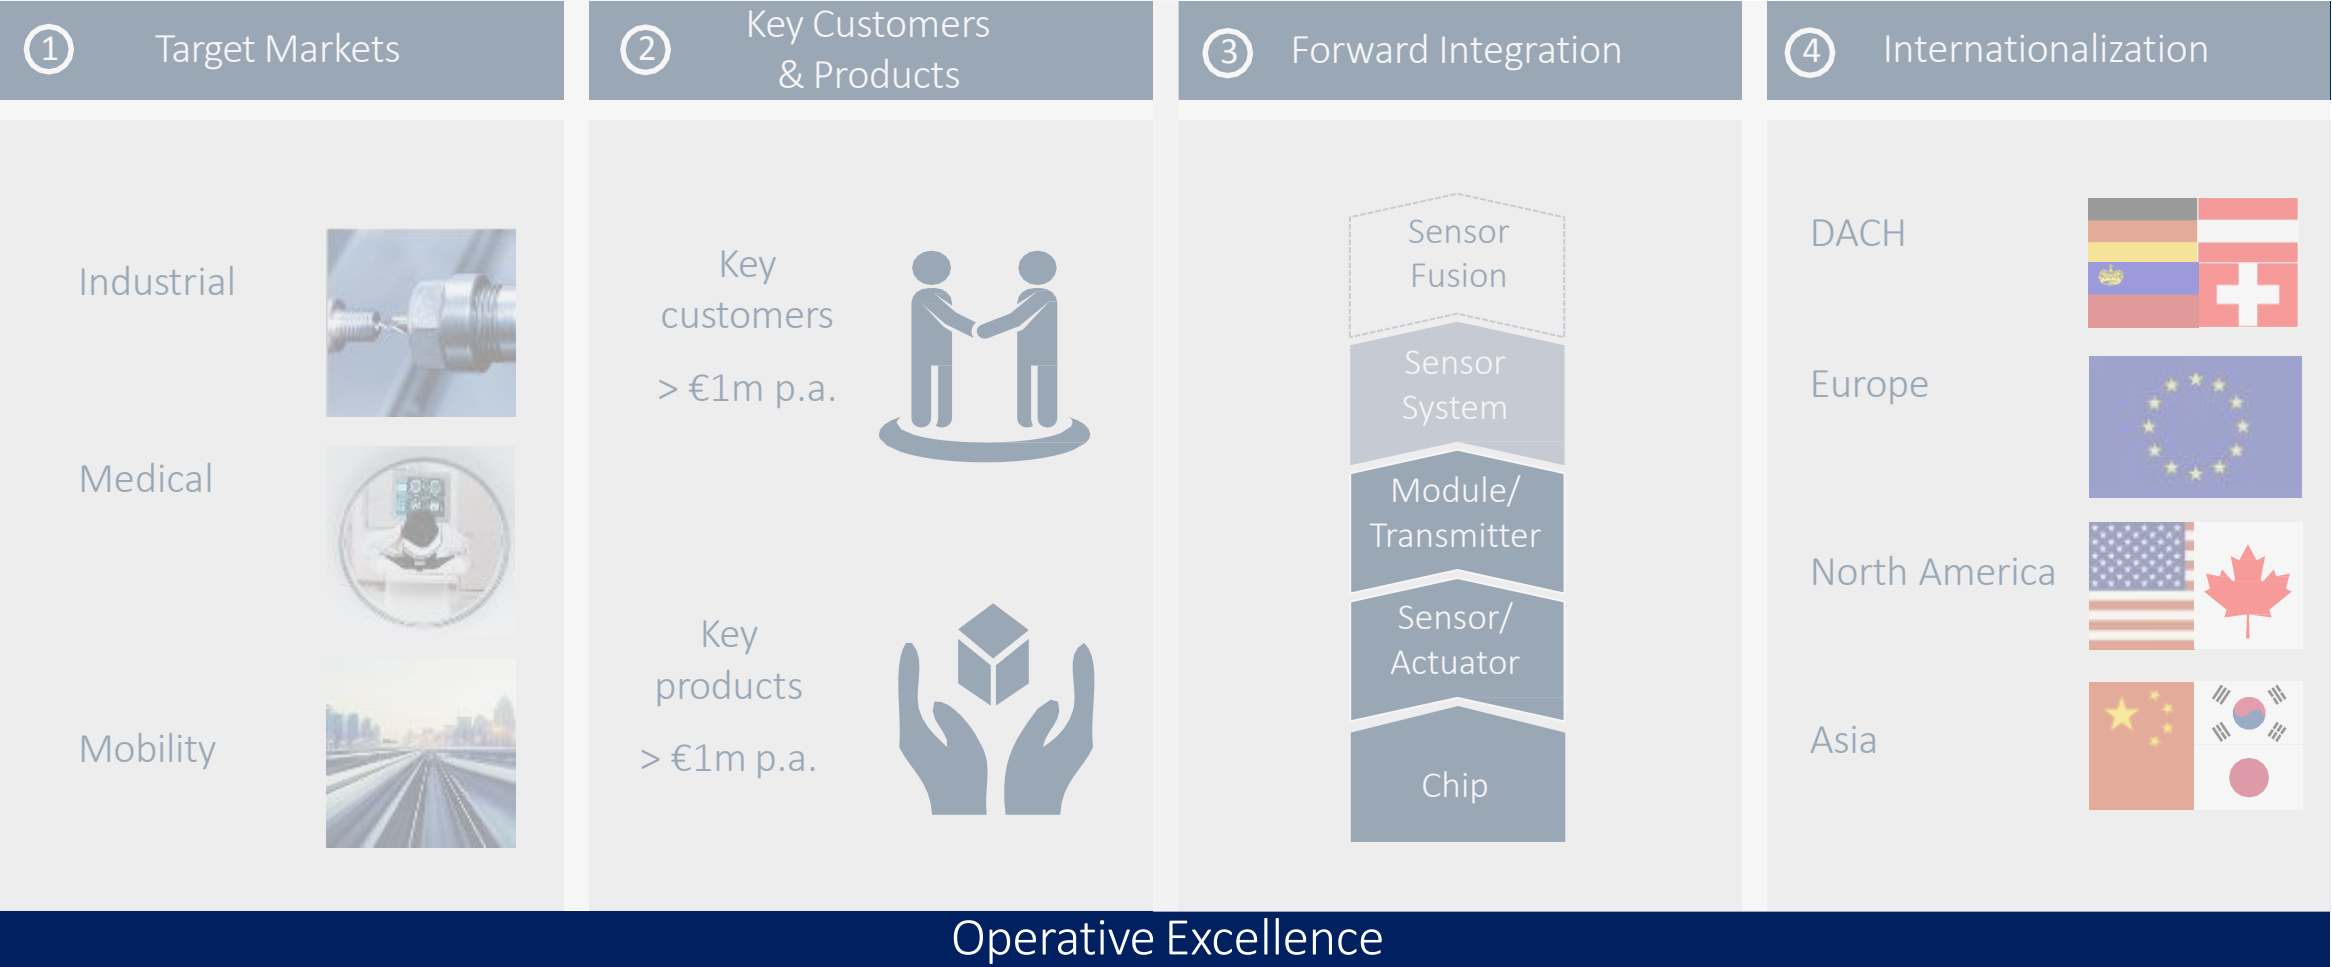 1 Target Markets
Industrial
Medical
Mobility
2 Key Customers
& Products
Key
customers
> €1m p.a.
Key
products
> €1m p.a.
3 Forward Integration
Sensor
Fusion
Sensor
System
Module/
Transmitter
Sensor/
Actuator
Chip
4 Internationalization
DACH
Europe
North America
Asia
Operative Excellence